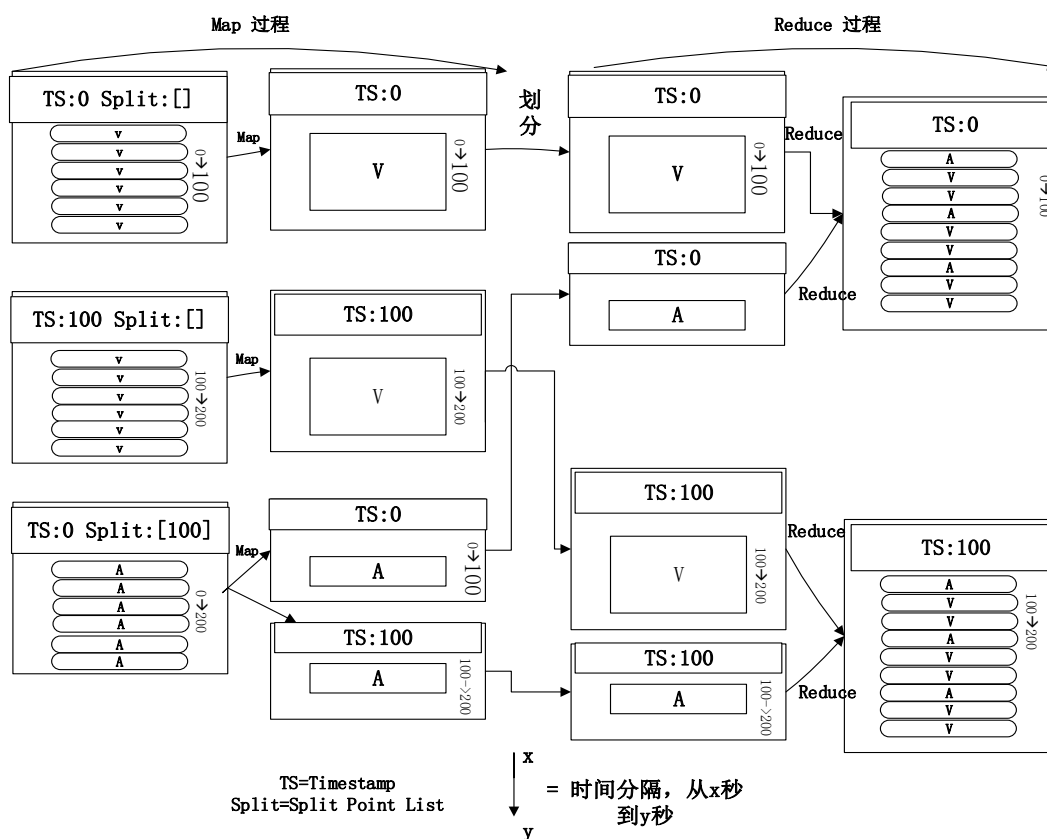 Map 过程
Reduce 过程
TS:0 Split:[]
v
v
v
v
v
v
0→100
Map
TS:0
V
0→100
划
分
TS:0
V
0→100
Reduce
TS:0
A
V
V
A
V
V
A
V
V
0→100
TS:0
A
Reduce
TS:100 Split:[]
v
v
v
v
v
v
100→200
Map
TS:100
V
100→200
TS:0 Split:[100]
A
A
A
A
A
A
0→200
Map
TS:0
A
0→100
TS:100
A
100->200
TS:100
V
100→200
Reduce
TS:100
A
100->200
Reduce
TS:100
A
V
V
A
V
V
A
V
V
100→200
TS=Timestamp
Split=Split Point List
x
y
= 时间分隔，从x秒
到y秒